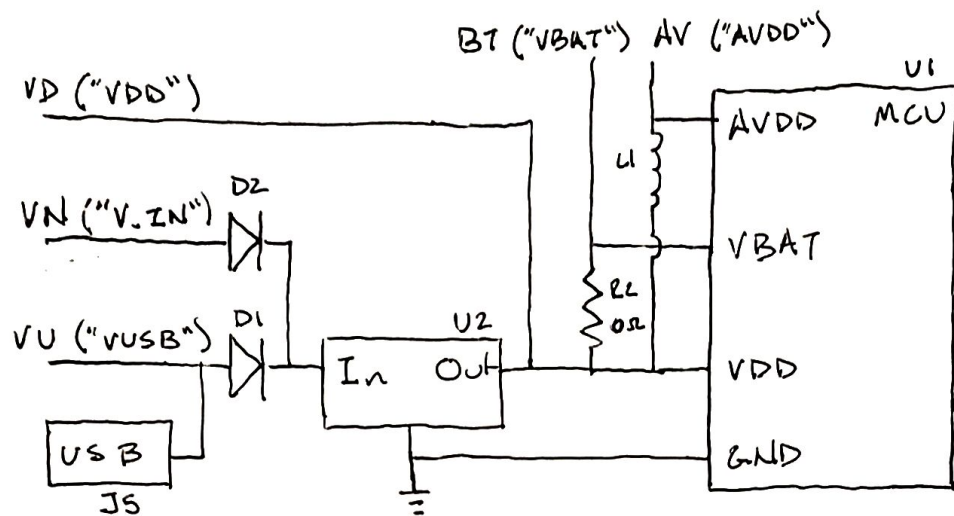 BT ("VBAT") AV ("AVDD")
U1
VD ("VDD")
AVDD MCU
L1
D2
VN ("V_IN")
VBAT
R2
0Ω
D1
U2
VU ("VUSB")
In Out
VDD
USB
GND
J5